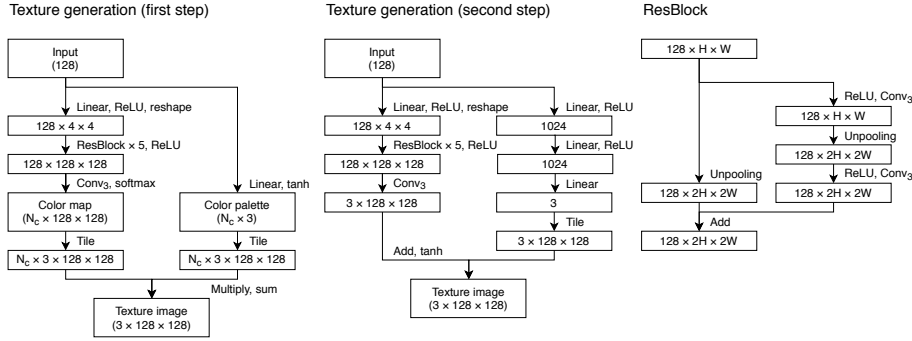 Texture generation (first step)
Input
(128)
Linear, ReLU, reshape
128 × 4 × 4
ResBlock × 5, ReLU
128 × 128 × 128
Conv₃, softmax
Color map
(N꜀ × 128 × 128)
Tile
N꜀ × 3 × 128 × 128
Linear, tanh
Color palette
(N꜀ × 3)
Tile
N꜀ × 3 × 128 × 128
Multiply, sum
Texture image
(3 × 128 × 128)
Texture generation (second step)
Input
(128)
Linear, ReLU, reshape
128 × 4 × 4
ResBlock × 5, ReLU
128 × 128 × 128
Conv₃
3 × 128 × 128
Linear, ReLU
1024
Linear, ReLU
1024
Linear
3
Tile
3 × 128 × 128
Add, tanh
Texture image
(3 × 128 × 128)
ResBlock
128 × H × W
ReLU, Conv₃
128 × H × W
Unpooling
128 × 2H × 2W
ReLU, Conv₃
128 × 2H × 2W
Unpooling
128 × 2H × 2W
Add
128 × 2H × 2W